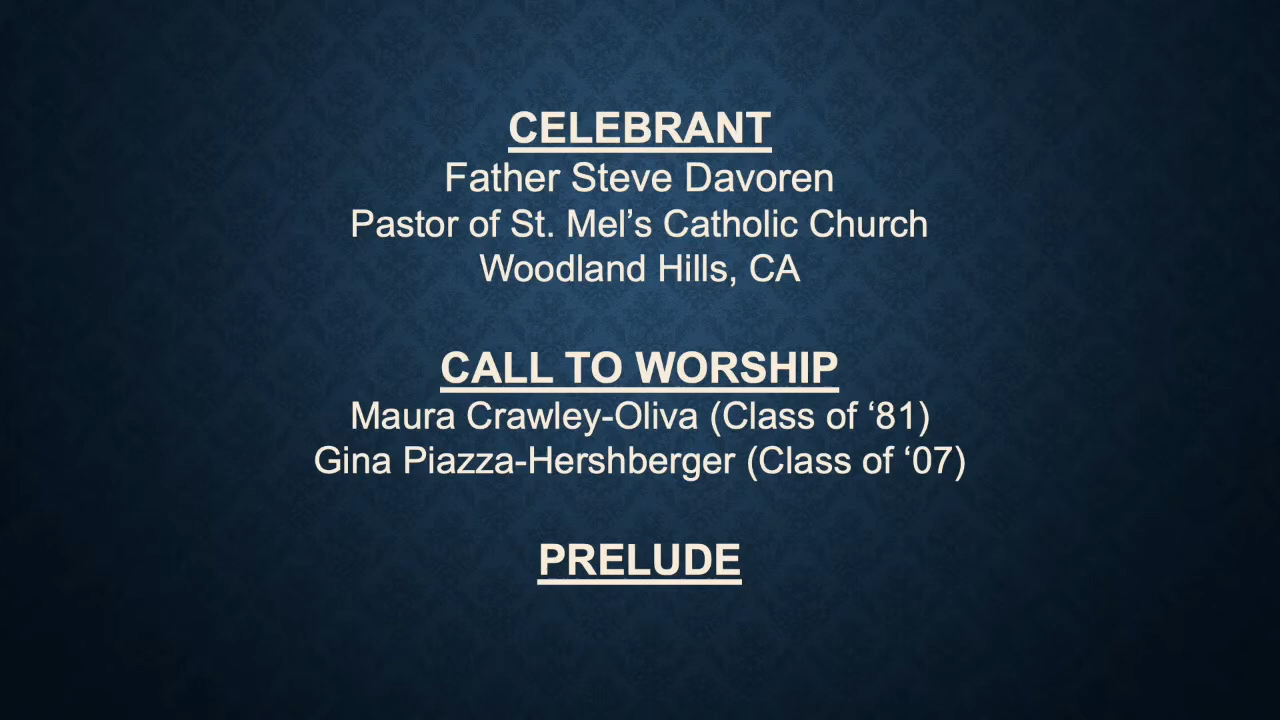 CELEBRANT
Father Steve Davoren
Pastor of St. Mel’s Catholic Church
Woodland Hills, CA
CALL TO WORSHIP
Maura Crawley-Oliva (Class of ‘81)
Gina Piazza-Hershberger (Class of ‘07)
PRELUDE